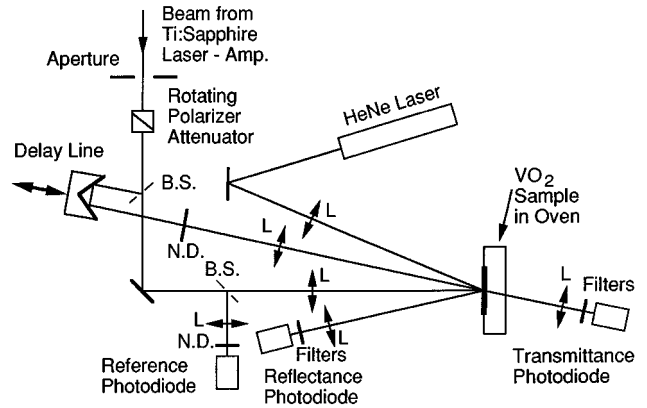 Beam from
Ti:Sapphire
Laser - Amp.
Aperture
Rotating
Polarizer
Attenuator
HeNe Laser
Delay Line
B.S.
VO2
Sample
in Oven
L
L
N.D.
B.S.
L
L
Filters
L
N.D.
L
Filters
Reference
Photodiode
Reflectance
Photodiode
Transmittance
Photodiode